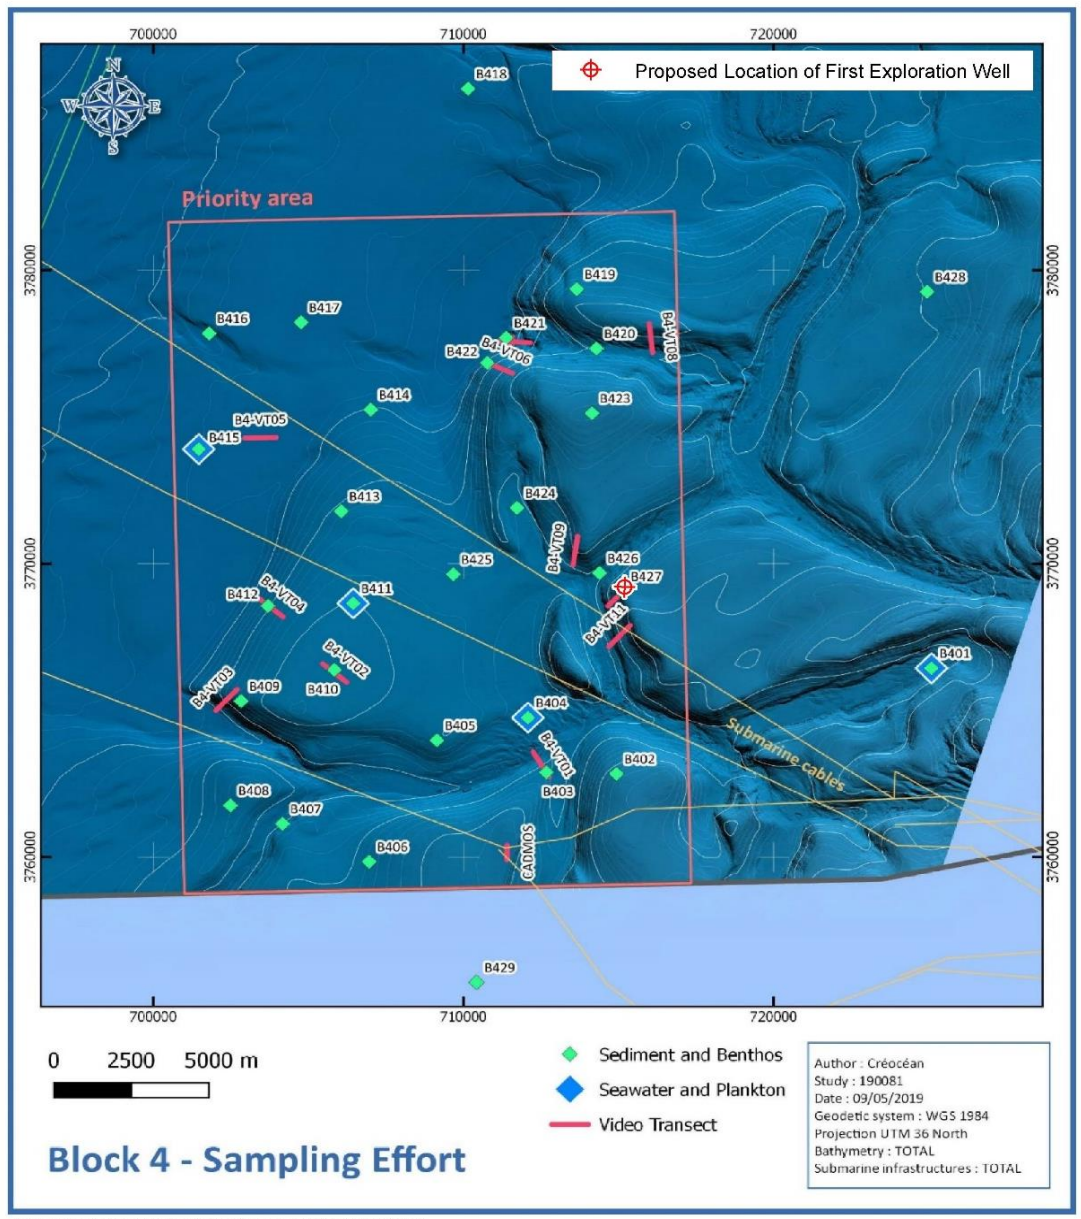 700000
710000
720000
N
W
E
S
Proposed Location of First Exploration Well
B418
Priority area
3780000
3780000
B419
B428
B417
B416
B421
B420
B4-VT08
B422
B4-VT06
B414
B423
B4-VT05
B415
B413
B424
B4-VT09
3770000
3770000
B425
B426
B427
B411
B412
B4-VT04
B4-VT11
B4-VT02
B401
B4-VT03
B409
B410
B404
B405
B4-VT01
B402
Submarine cables
B403
B408
B407
B406
CADMOS
3760000
3760000
B429
700000
710000
720000
0 2500 5000 m
Sediment and Benthos
Seawater and Plankton
Video Transect
Author : Créocéan
Study : 190081
Date : 09/05/2019
Geodetic system : WGS 1984
Projection UTM 36 North
Bathymetry : TOTAL
Submarine infrastructures : TOTAL
Block 4 - Sampling Effort